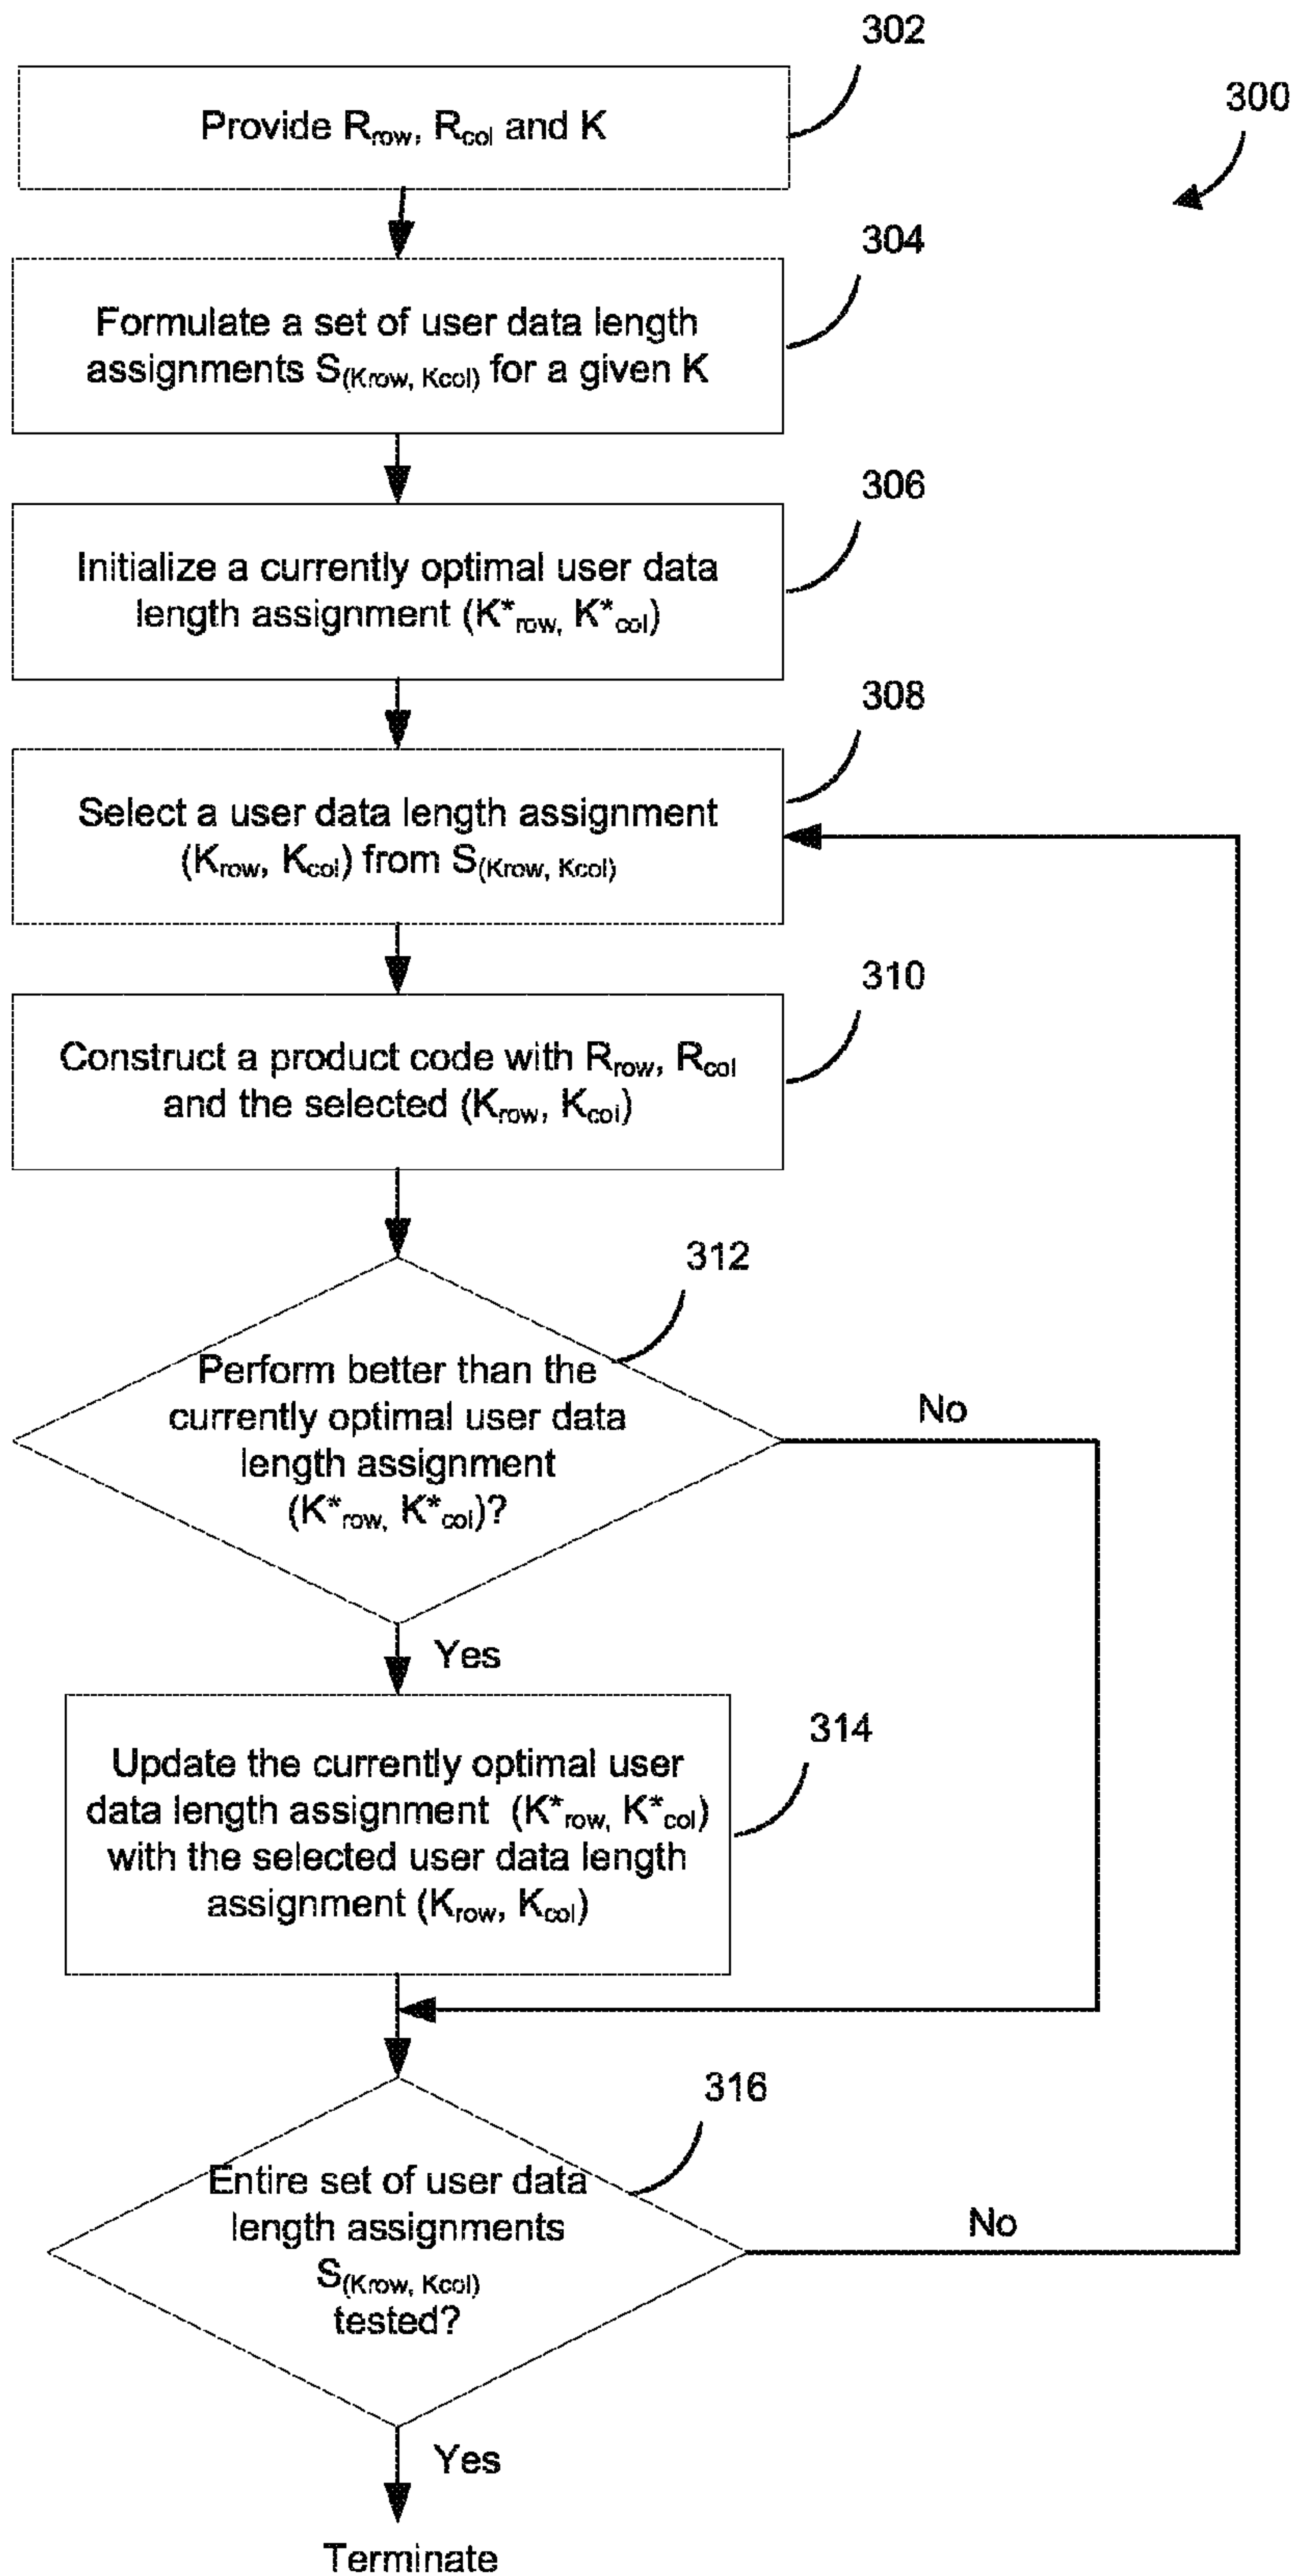 302
300
Provide Rrow, Rcol and K
304
Formulate a set of user data length
assignments S(Krow, Kcol) for a given K
306
Initialize a currently optimal user data
length assignment (K*row, K*col)
308
Select a user data length assignment
(Krow, Kcol) from S(Krow, Kcol)
310
Construct a product code with Rrow, Rcol
and the selected (Krow, Kcol)
312
Perform better than the
currently optimal user data
length assignment
(K*row, K*col)?
No
Yes
314
Update the currently optimal user
data length assignment (K*row, K*col)
with the selected user data length
assignment (Krow, Kcol)
316
Entire set of user data
length assignments
S(Krow, Kcol)
tested?
No
Yes
Terminate